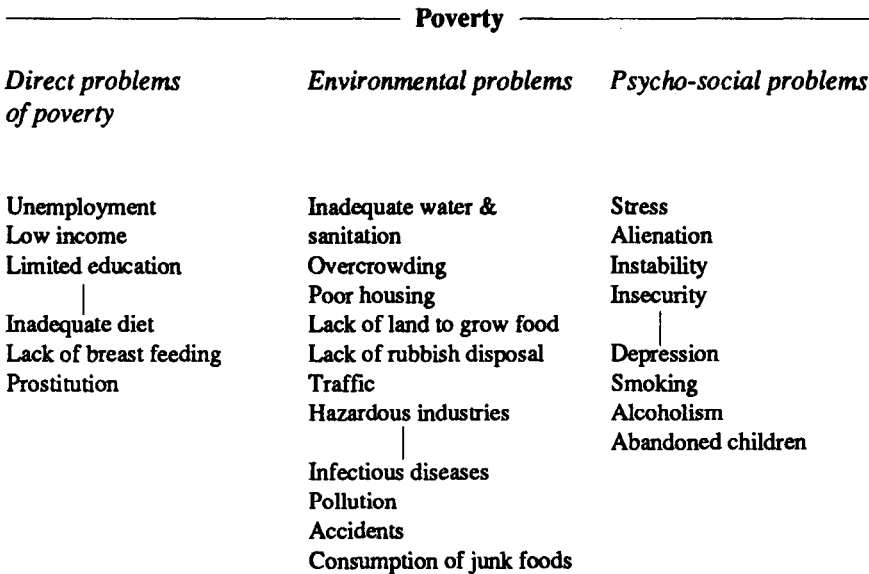 Poverty
Direct problems
of poverty
Unemployment
Low income
Limited education
Inadequate diet
Lack of breast feeding
Prostitution
Environmental problems
Inadequate water &
sanitation
Overcrowding
Poor housing
Lack of land to grow food
Lack of rubbish disposal
Traffic
Hazardous industries
Infectious diseases
Pollution
Accidents
Consumption of junk foods
Psycho-social problems
Stress
Alienation
Instability
Insecurity
Depression
Smoking
Alcoholism
Abandoned children